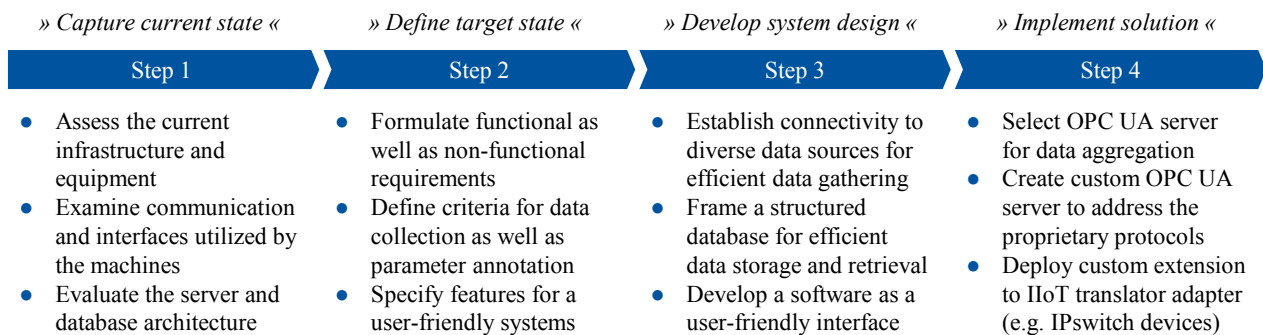 » Capture current state «
» Define target state «
» Develop system design «
» Implement solution «
Step 1
Step 2
Step 3
Step 4
● Assess the current
infrastructure and
equipment
● Examine communication
and interfaces utilized by
the machines
● Evaluate the server and
database architecture
● Formulate functional as
well as non-functional
requirements
● Define criteria for data
collection as well as
parameter annotation
● Specify features for a
user-friendly systems
● Establish connectivity to
diverse data sources for
efficient data gathering
● Frame a structured
database for efficient
data storage and retrieval
● Develop a software as a
user-friendly interface
● Select OPC UA server
for data aggregation
● Create custom OPC UA
server to address the
proprietary protocols
● Deploy custom extension
to IIoT translator adapter
(e.g. IPswitch devices)